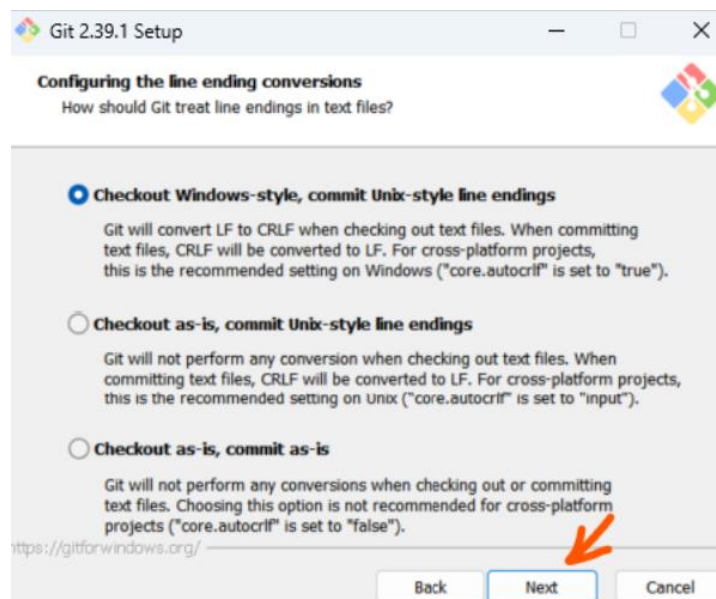 Git 2.39.1 Setup
Configuring the line ending conversions
How should Git treat line endings in text files?
Checkout Windows-style, commit Unix-style line endings
Git will convert LF to CRLF when checking out text files. When committing
text files, CRLF will be converted to LF. For cross-platform projects,
this is the recommended setting on Windows ("core.autocrlf" is set to "true").
Checkout as-is, commit Unix-style line endings
Git will not perform any conversion when checking out text files. When
committing text files, CRLF will be converted to LF. For cross-platform projects,
this is the recommended setting on Unix ("core.autocrlf" is set to "input").
Checkout as-is, commit as-is
Git will not perform any conversions when checking out or committing
text files. Choosing this option is not recommended for cross-platform
projects ("core.autocrlf" is set to "false").
https://gitforwindows.org/
Back Next Cancel